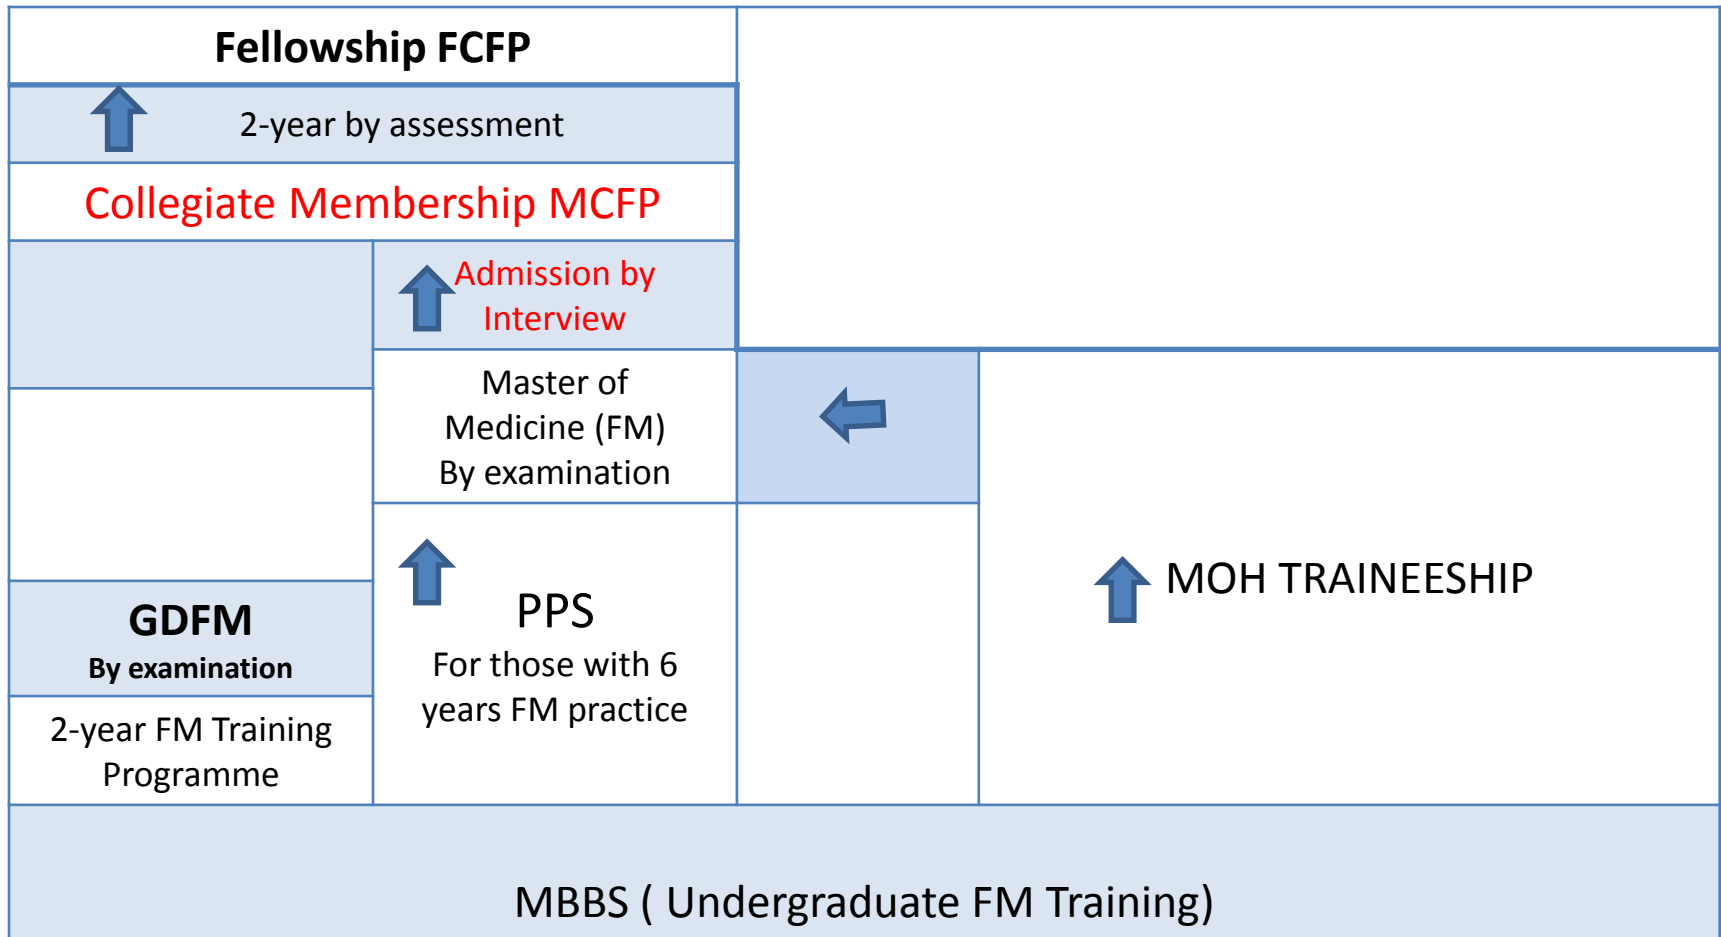 Fellowship FCFP
2-year by assessment
Collegiate Membership MCFP
Admission by
Interview
Master of
Medicine (FM)
By examination
MOH TRAINEESHIP
PPS
For those with 6
years FM practice
GDFM
By examination
2-year FM Training
Programme
MBBS ( Undergraduate FM Training)